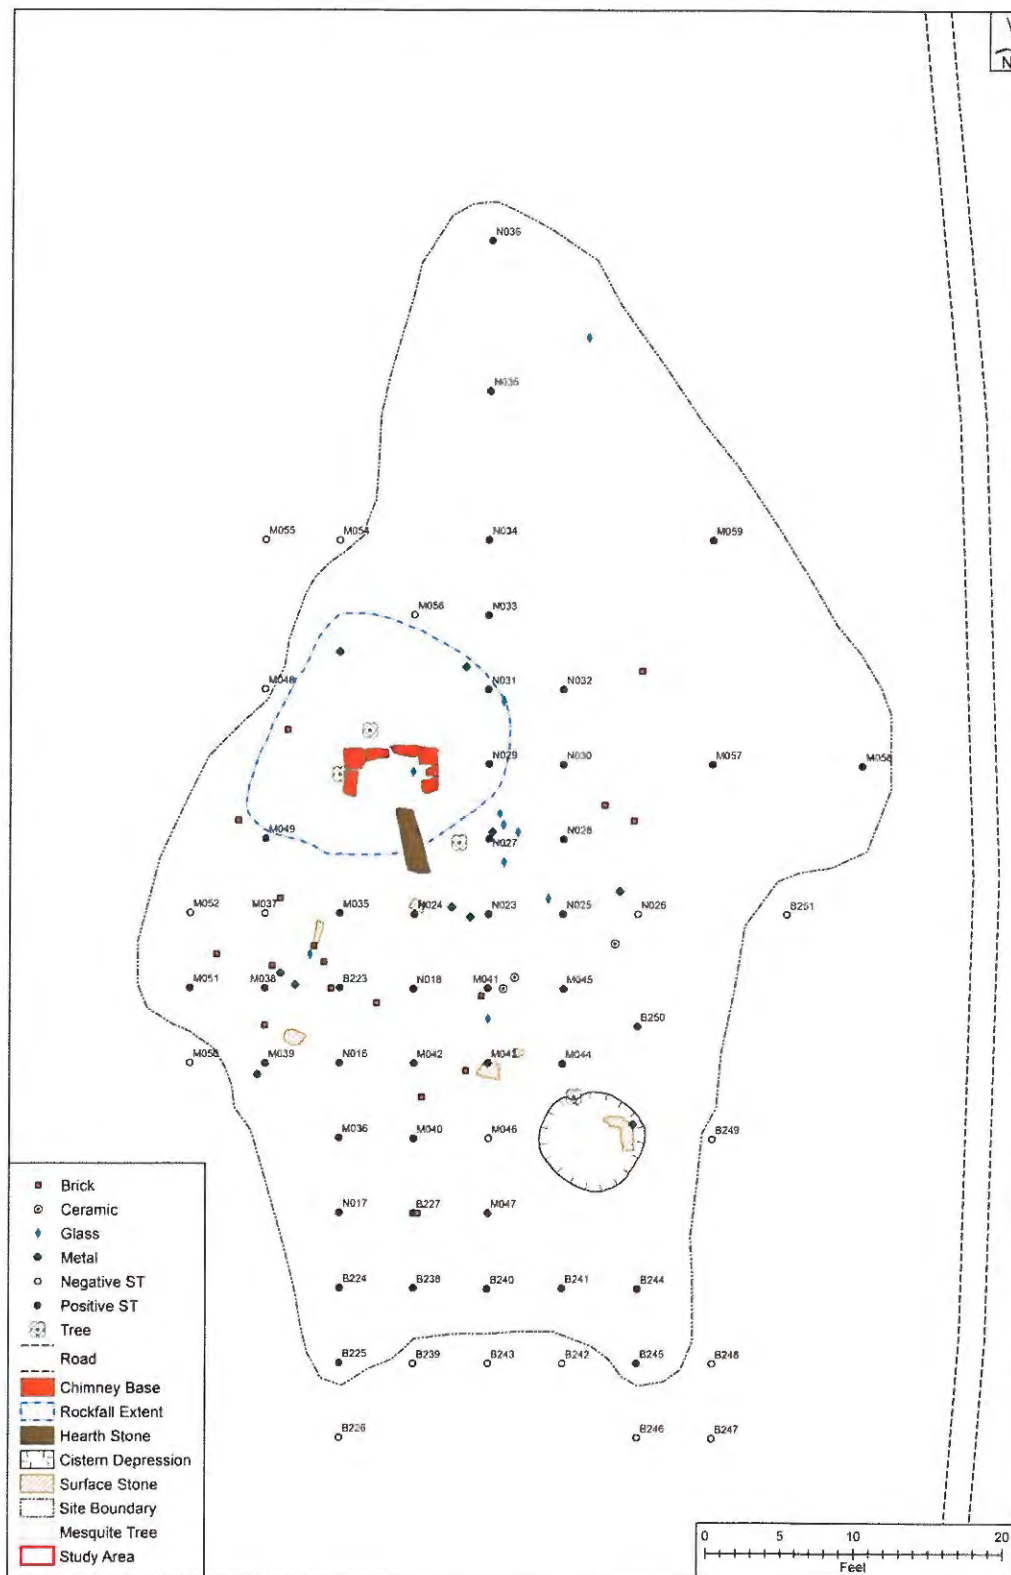 N
N036
N035
M055 M054 N034 M059
M056 N033
M048 N031 N032
N029 N030 M057 M058
M049 N027 N028
M052 M037 M035 N024 N023 N025 N026 B251
M051 M038 B223 N018 M041 M045
B250
M050 M039 N016 M042 M043 M044
M036 M040 M046 B249
N017 B227 M047
B224 B238 B240 B241 B244
B225 B239 B243 B242 B245 B248
B226 B246 B247
Brick
Ceramic
Glass
Metal
Negative ST
Positive ST
Tree
Road
Chimney Base
Rockfall Extent
Hearth Stone
Cistern Depression
Surface Stone
Site Boundary
Mesquite Tree
Study Area
0 5 10 20
Feet